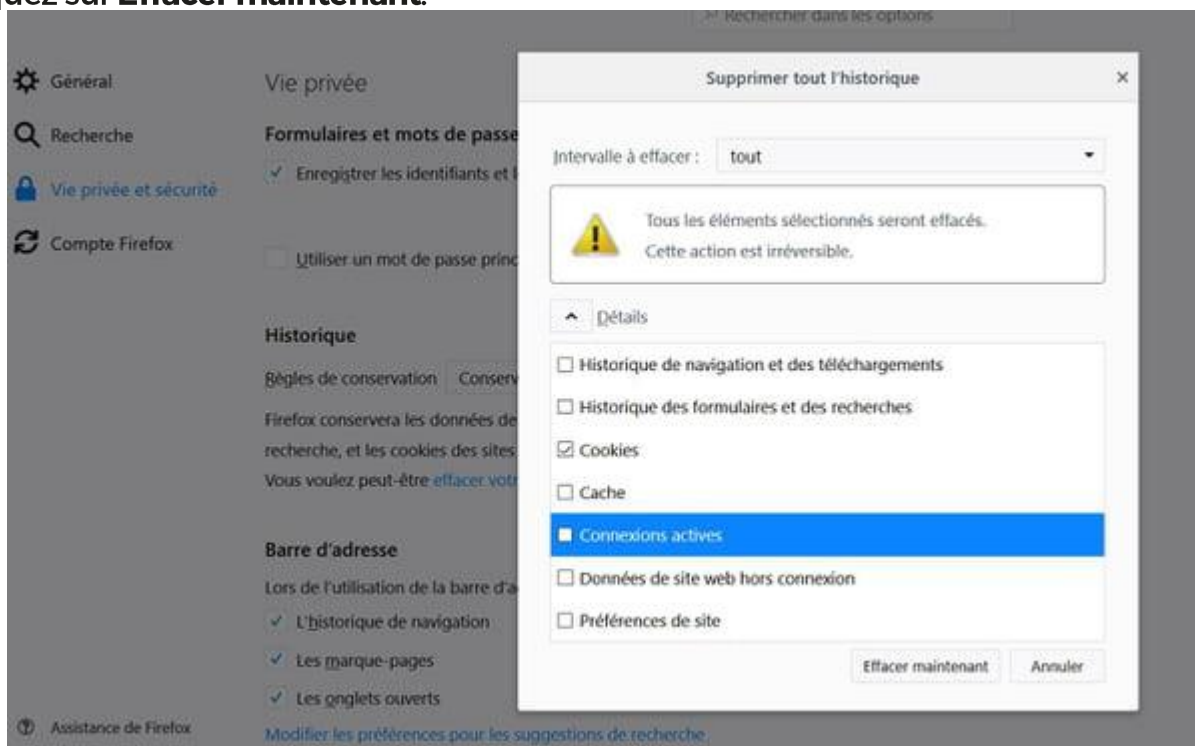 quez sur Effacer maintenant.
Rechercher dans les options
Général
Recherche
Vie privée et sécurité
Compte Firefox
Assistance de Firefox
Vie privée
Formulaires et mots de passe
Enregistrer les identifiants et l
Utiliser un mot de passe princ
Historique
Règles de conservation Conserv
Firefox conservera les données de
recherche, et les cookies des sites
Vous voulez peut-être effacer votr
Barre d'adresse
Lors de l'utilisation de la barre d'a
L'historique de navigation
Les marque-pages
Les onglets ouverts
Modifier les préférences pour les suggestions de recherche.
Supprimer tout l'historique
Intervalle à effacer : tout
Tous les éléments sélectionnés seront effacés.
Cette action est irréversible.
Détails
Historique de navigation et des téléchargements
Historique des formulaires et des recherches
Cookies
Cache
Connexions actives
Données de site web hors connexion
Préférences de site
Effacer maintenant Annuler